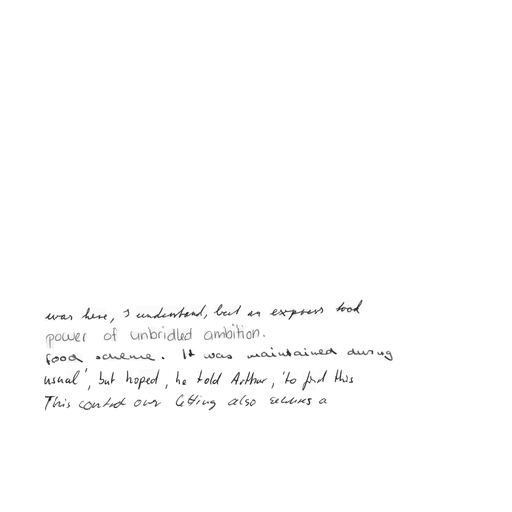 was here, I understand, but an express took
power of unbridled ambition.
food scheme. It was maintained during
usual', but hoped, he told Arthur, 'to find this
This control over letting also secures a